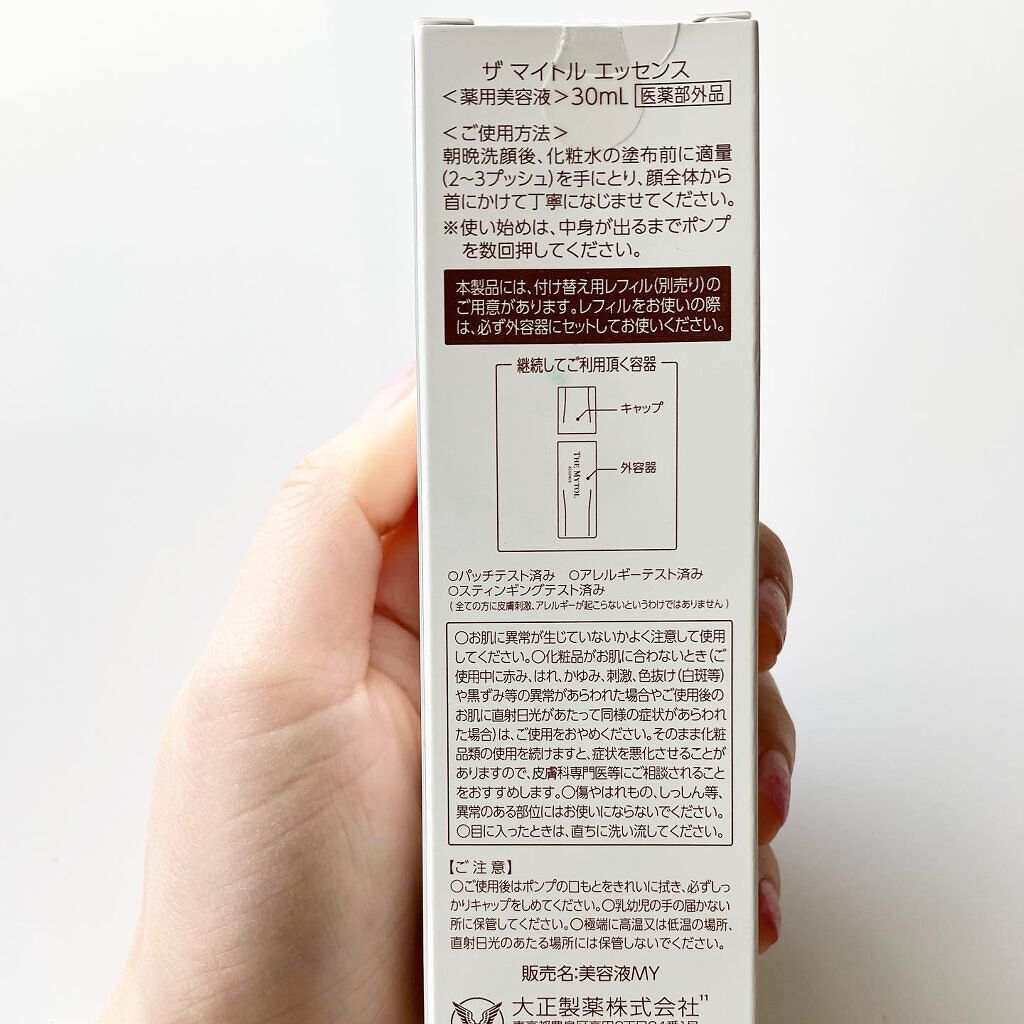 ザ マイトル エッセンス
<薬用美容液>30mL 医薬部外品
<ご使用方法>
朝晩洗顔後、化粧水の塗布前に適量
(2~3プッシュ)を手にとり、顔全体から
首にかけて丁寧になじませてください。
※使い始めは、中身が出るまでポンプ
を数回押してください。
本製品には、付け替え用レフィル(別売り)の
ご用意があります。レフィルをお使いの際
は、必ず外容器にセットしてお使いください。
継続してご利用頂く容器
キャップ
外容器
THE MYTOL
ESSENCE
○パッチテスト済み ○アレルギーテスト済み
○スティンギングテスト済み
(全ての方に皮膚刺激、アレルギーが起こらないというわけではありません)
○お肌に異常が生じていないかよく注意して使用
してください。○化粧品がお肌に合わないとき(ご
使用中に赤み、はれ、かゆみ、刺激、色抜け(白斑等)
や黒ずみ等の異常があらわれた場合やご使用後の
お肌に直射日光があたって同様の症状があらわれ
た場合)は、ご使用をおやめください。そのまま化粧
品類の使用を続けますと、症状を悪化させることが
ありますので、皮膚科専門医等にご相談されること
をおすすめします。○傷やはれもの、しっしん等、
異常のある部位にはお使いにならないでください。
○目に入ったときは、直ちに洗い流してください。
【ご注意】
○ご使用後はポンプの口もとをきれいに拭き、必ずしっ
かりキャップをしめてください。○乳幼児の手の届かない
所に保管してください。○極端に高温又は低温の場所、
直射日光のあたる場所には保管しないでください。
販売名:美容液MY
大正製薬株式会社11